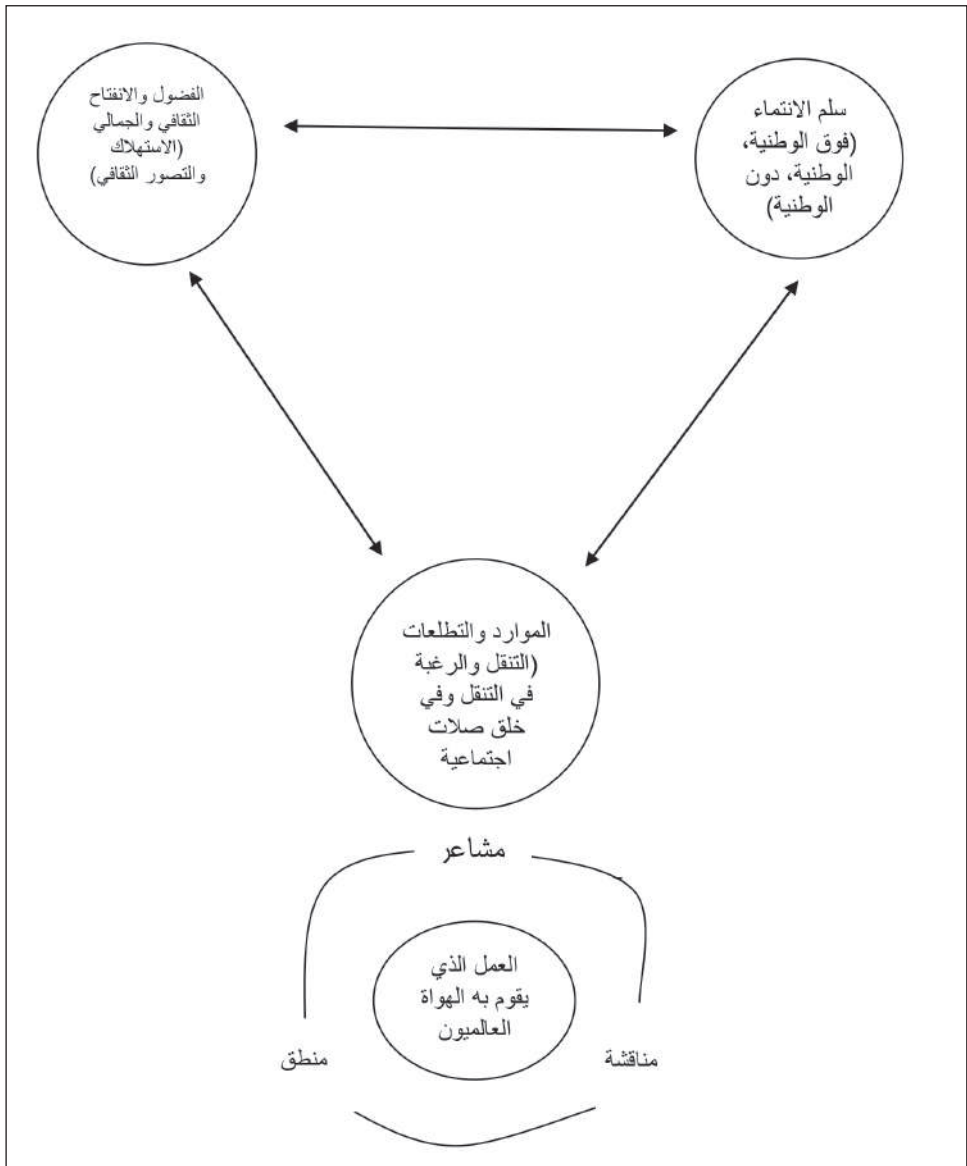 سلم الانتماء
(فوق الوطنية،
الوطنية، دون
الوطنية)
الفضول والانفتاح
الثقافي والجمالي
(الاستهلاك
والتصور الثقافي)
الموارد والتطلعات
(التنقل والرغبة
في التنقل وفي
خلق صلات
اجتماعية
مشاعر
العمل الذي
يقوم به الهواة
العالميون
مناقشة
منطق